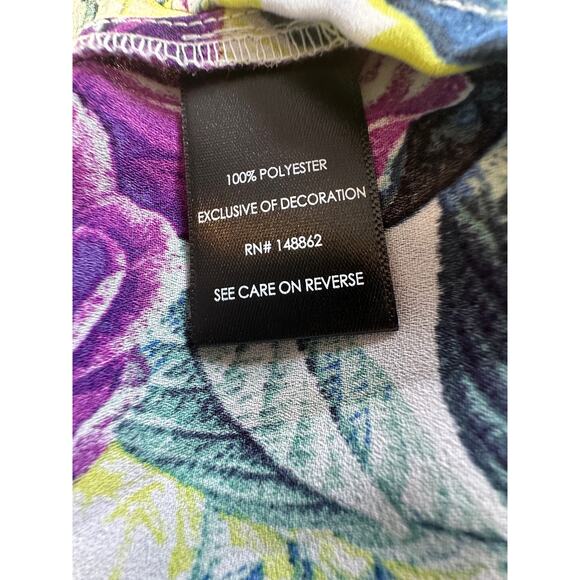 100% POLYESTER
EXCLUSIVE OF DECORATION
RN# 148862
SEE CARE ON REVERSE